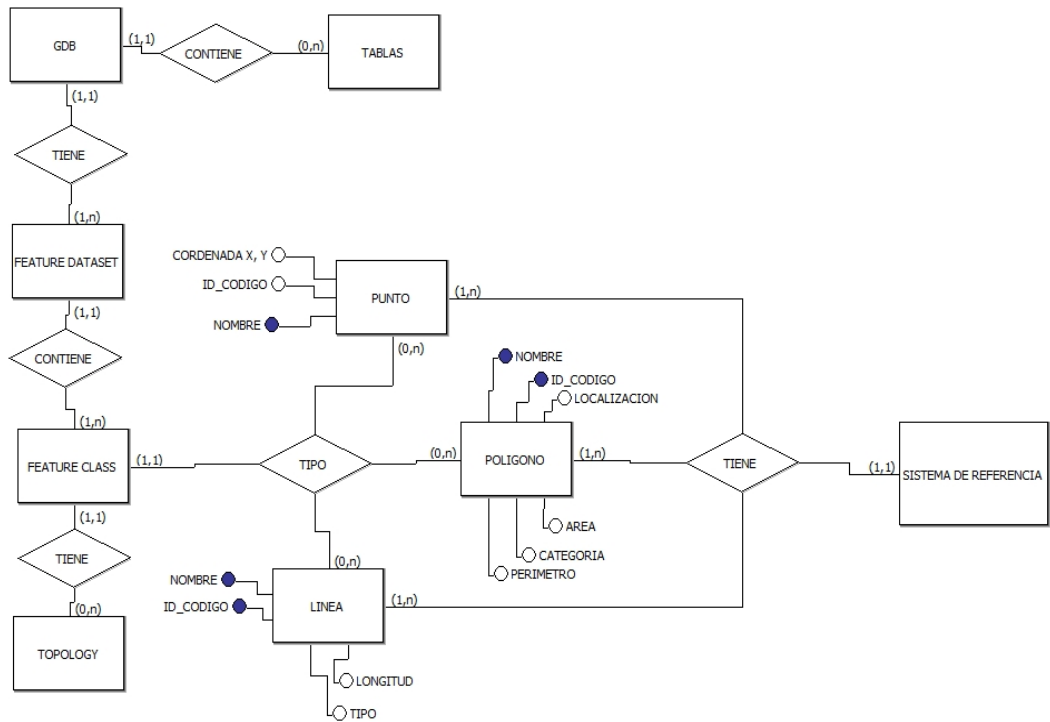 GDB
(1,1)
CONTIENE
(0,n)
TABLAS
(1,1)
TIENE
(1,n)
FEATURE DATASET
(1,1)
CONTIENE
(1,n)
FEATURE CLASS
(1,1)
(1,1)
TIENE
(0,n)
TOPOLOGY
CORDENADA X, Y
ID_CODIGO
NOMBRE
PUNTO
(1,n)
(0,n)
TIPO
(0,n)
NOMBRE
ID_CODIGO
LOCALIZACION
POLIGONO
(1,n)
AREA
CATEGORIA
PERIMETRO
TIENE
(1,1)
SISTEMA DE REFERENCIA
(0,n)
NOMBRE
ID_CODIGO
LINEA
(1,n)
LONGITUD
TIPO